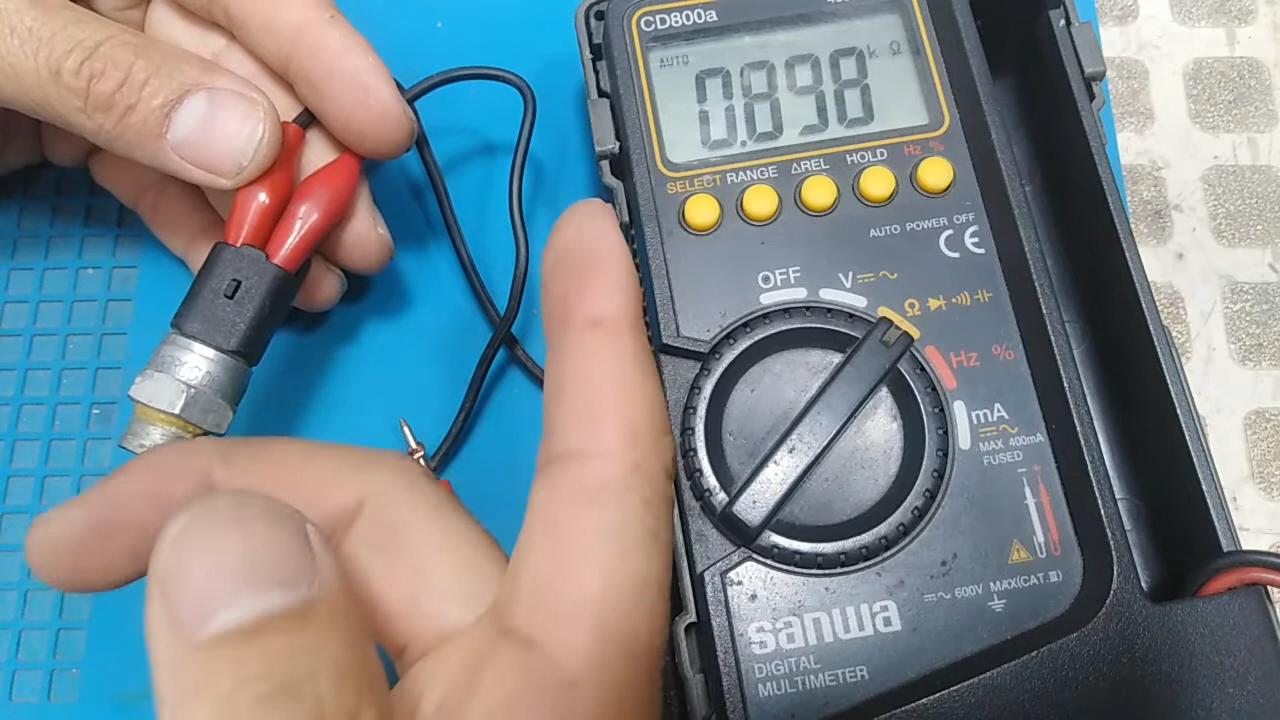 CD800a
AUTO
0.898 k Ω
SELECT RANGE ΔREL HOLD Hz %
AUTO POWER OFF
CE
OFF V
Ω
Hz %
mA
MAX 400mA
FUSED
- +
600V MAX(CAT.III)
sanwa
DIGITAL
MULTIMETER